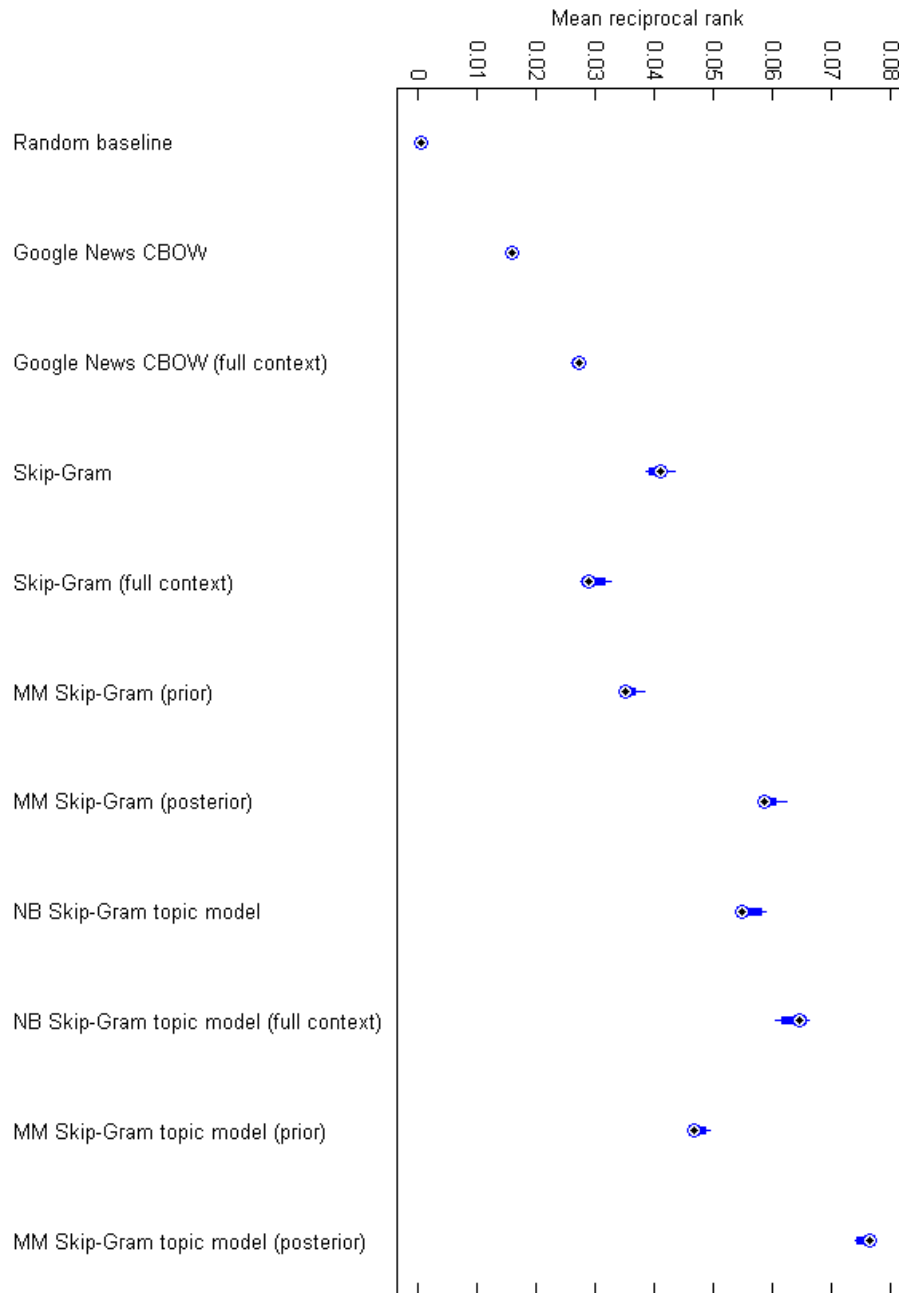 Mean reciprocal rank
0
0.01
0.02
0.03
0.04
0.05
0.06
0.07
0.08
Random baseline
Google News CBOW
Google News CBOW (full context)
Skip-Gram
Skip-Gram (full context)
MM Skip-Gram (prior)
MM Skip-Gram (posterior)
NB Skip-Gram topic model
NB Skip-Gram topic model (full context)
MM Skip-Gram topic model (prior)
MM Skip-Gram topic model (posterior)